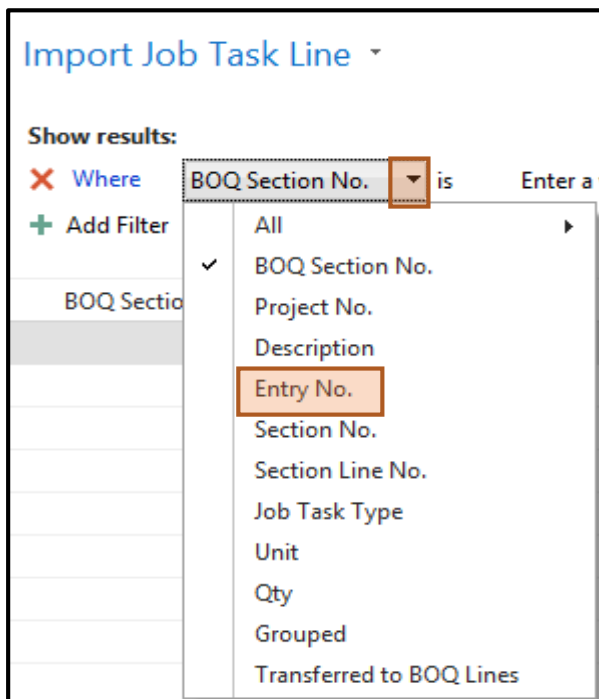 Import Job Task Line
Show results:
Where BOQ Section No. is Enter a
Add Filter
All
BOQ Section No.
BOQ Sectio
Project No.
Description
Entry No.
Section No.
Section Line No.
Job Task Type
Unit
Qty
Grouped
Transferred to BOQ Lines